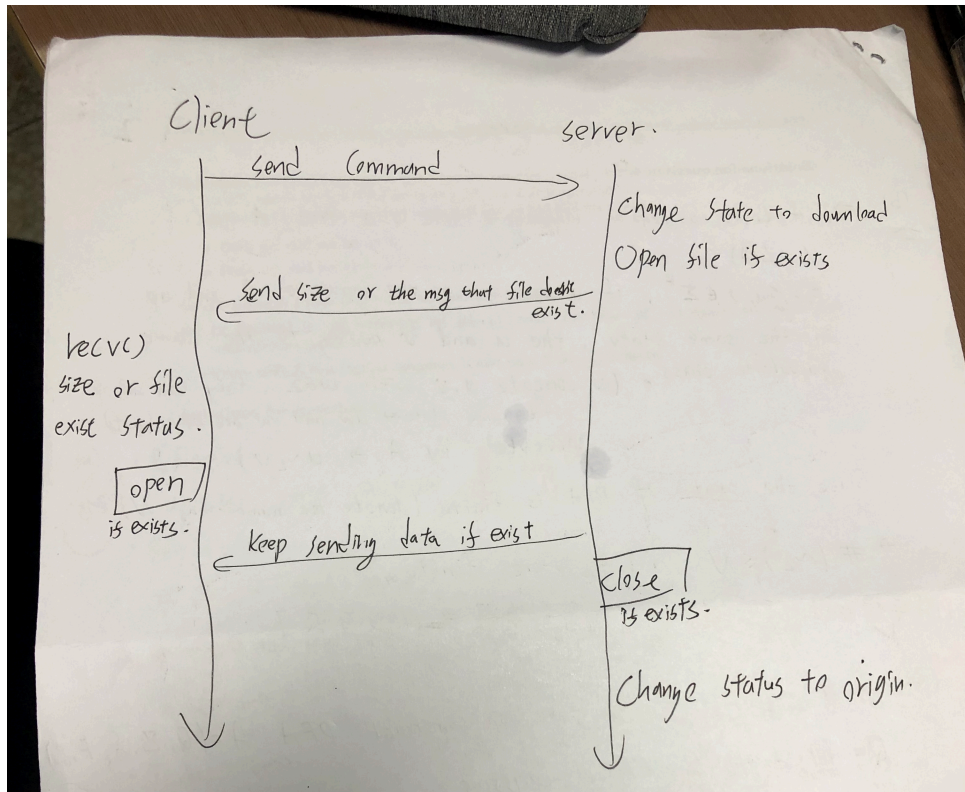 Client
server.
send Command
Change state to download
Open file if exists
send size or the msg that file doesn't
exist.
recv()
size or file
exist status.
open
if exists.
keep sending data if exist
close
if exists.
Change status to origin.